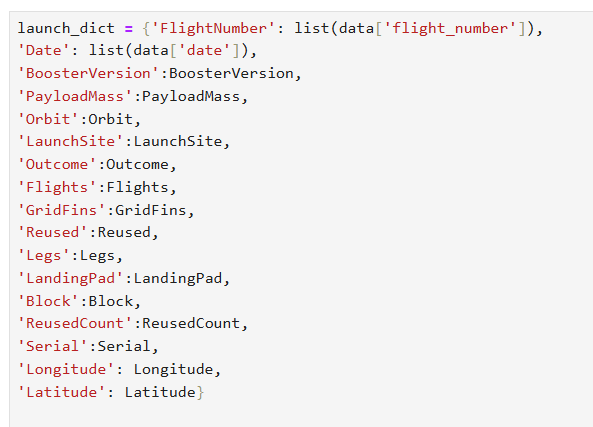 launch_dict = {'FlightNumber': list(data['flight_number']),
'Date': list(data['date']),
'BoosterVersion':BoosterVersion,
'PayloadMass':PayloadMass,
'Orbit':Orbit,
'LaunchSite':LaunchSite,
'Outcome':Outcome,
'Flights':Flights,
'GridFins':GridFins,
'Reused':Reused,
'Legs':Legs,
'LandingPad':LandingPad,
'Block':Block,
'ReusedCount':ReusedCount,
'Serial':Serial,
'Longitude': Longitude,
'Latitude': Latitude}